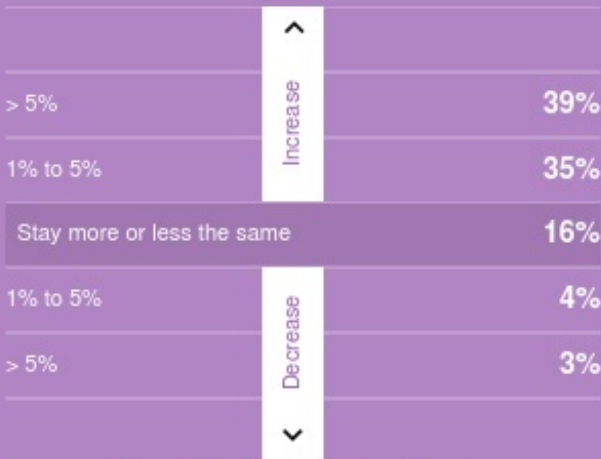 > 5% 39%
Increase
1% to 5% 35%
Stay more or less the same 16%
1% to 5% 4%
Decrease
> 5% 3%